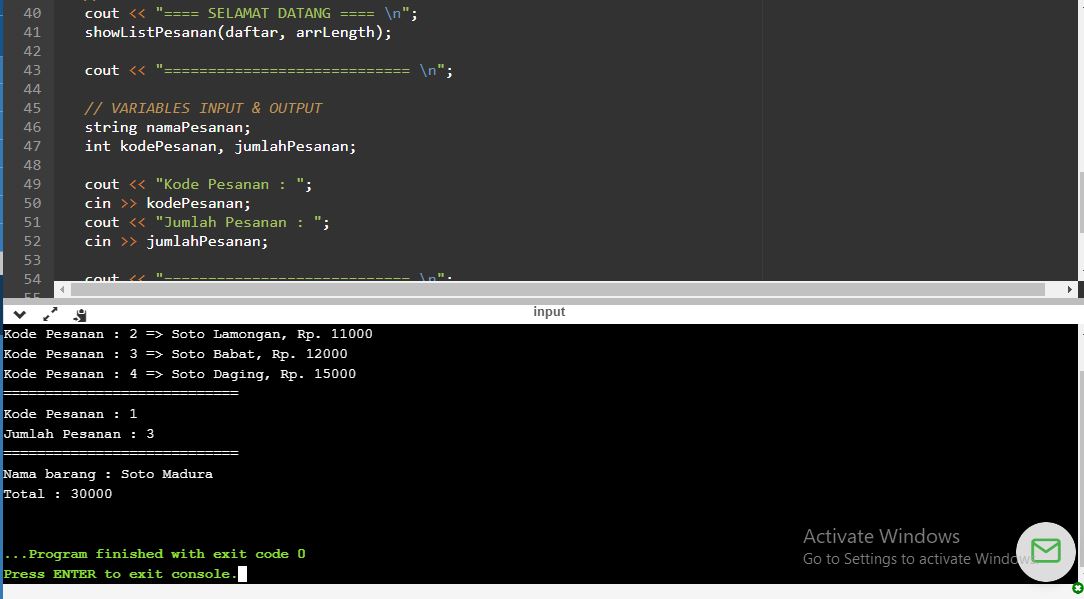 40 cout << "==== SELAMAT DATANG ==== \n";
41 showListPesanan(daftar, arrLength);
42
43 cout << "============================ \n";
44
45 // VARIABLES INPUT & OUTPUT
46 string namaPesanan;
47 int kodePesanan, jumlahPesanan;
48
49 cout << "Kode Pesanan : ";
50 cin >> kodePesanan;
51 cout << "Jumlah Pesanan : ";
52 cin >> jumlahPesanan;
53
54 cout << "============================ \n";
55
input
Kode Pesanan : 2 => Soto Lamongan, Rp. 11000
Kode Pesanan : 3 => Soto Babat, Rp. 12000
Kode Pesanan : 4 => Soto Daging, Rp. 15000
============================
Kode Pesanan : 1
Jumlah Pesanan : 3
============================
Nama barang : Soto Madura
Total : 30000
...Program finished with exit code 0
Press ENTER to exit console.
Activate Windows
Go to Settings to activate Windows.